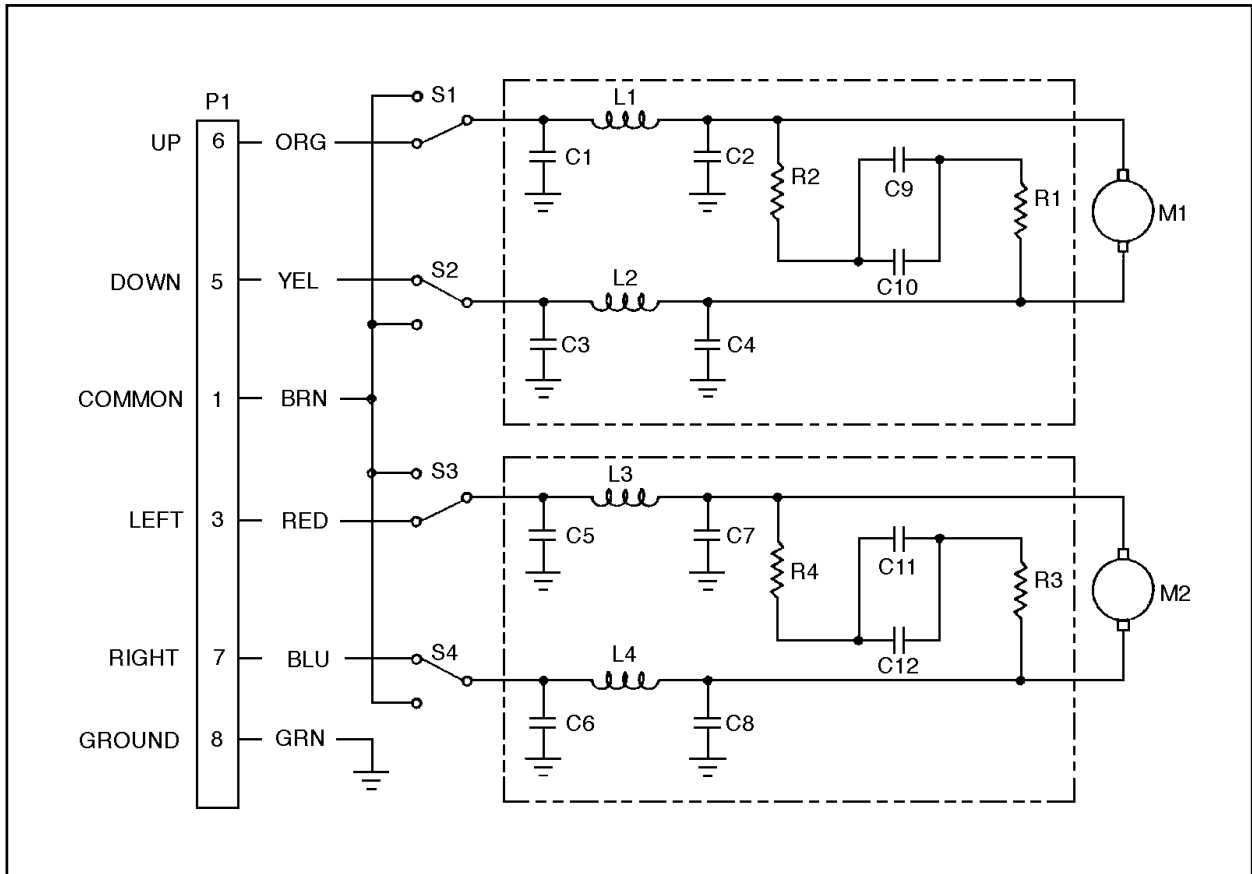 P1
UP 6 ORG
S1
L1
C1
C2
R2
C9
C10
R1
M1
DOWN 5 YEL
S2
L2
C3
C4
COMMON 1 BRN
S3
L3
LEFT 3 RED
C5
C7
R4
C11
C12
R3
M2
RIGHT 7 BLU
S4
L4
C6
C8
GROUND 8 GRN